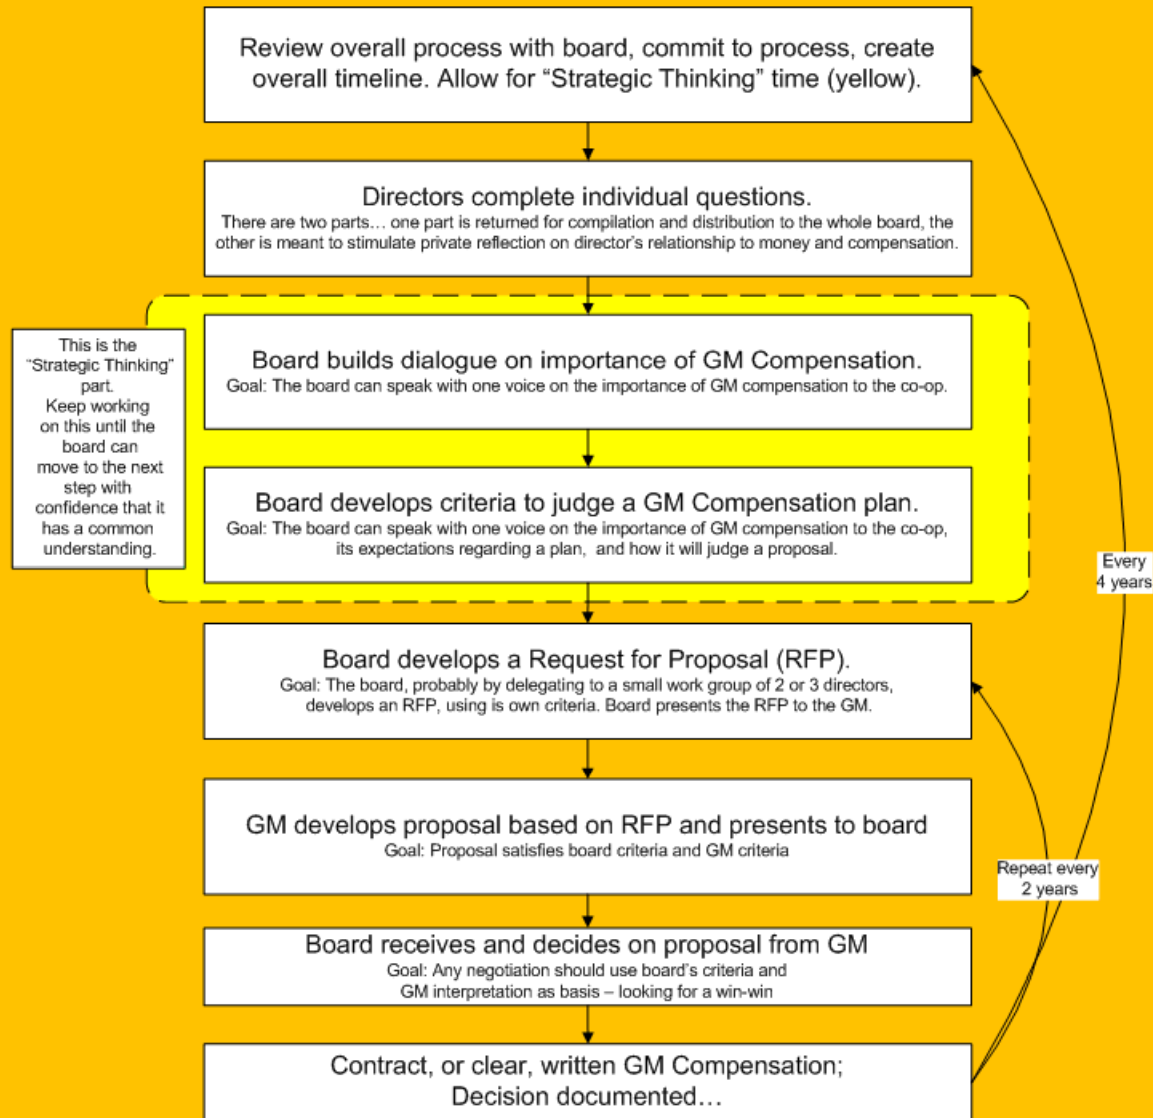 Review overall process with board, commit to process, create
overall timeline. Allow for “Strategic Thinking” time (yellow).
Directors complete individual questions.
There are two parts… one part is returned for compilation and distribution to the whole board, the
other is meant to stimulate private reflection on director’s relationship to money and compensation.
This is the
“Strategic Thinking”
part.
Keep working
on this until the
board can
move to the next
step with
confidence that it
has a common
understanding.
Board builds dialogue on importance of GM Compensation.
Goal: The board can speak with one voice on the importance of GM compensation to the co-op.
Board develops criteria to judge a GM Compensation plan.
Goal: The board can speak with one voice on the importance of GM compensation to the co-op,
its expectations regarding a plan, and how it will judge a proposal.
Every
4 years
Board develops a Request for Proposal (RFP).
Goal: The board, probably by delegating to a small work group of 2 or 3 directors,
develops an RFP, using is own criteria. Board presents the RFP to the GM.
GM develops proposal based on RFP and presents to board
Goal: Proposal satisfies board criteria and GM criteria
Repeat every
2 years
Board receives and decides on proposal from GM
Goal: Any negotiation should use board’s criteria and
GM interpretation as basis – looking for a win-win
Contract, or clear, written GM Compensation;
Decision documented…